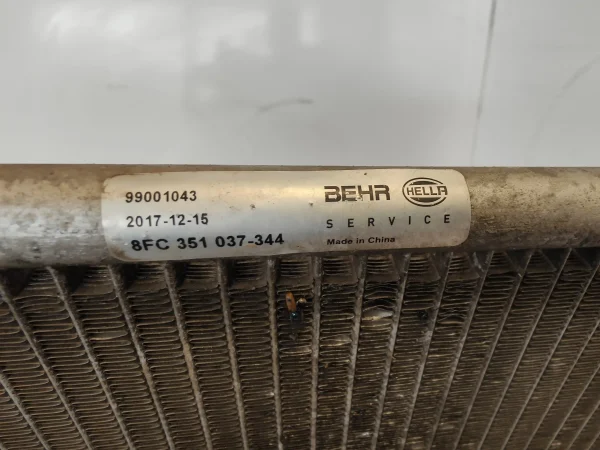 99001043
2017-12-15
8FC 351 037-344
BEHR HELLA
SERVICE
Made in China